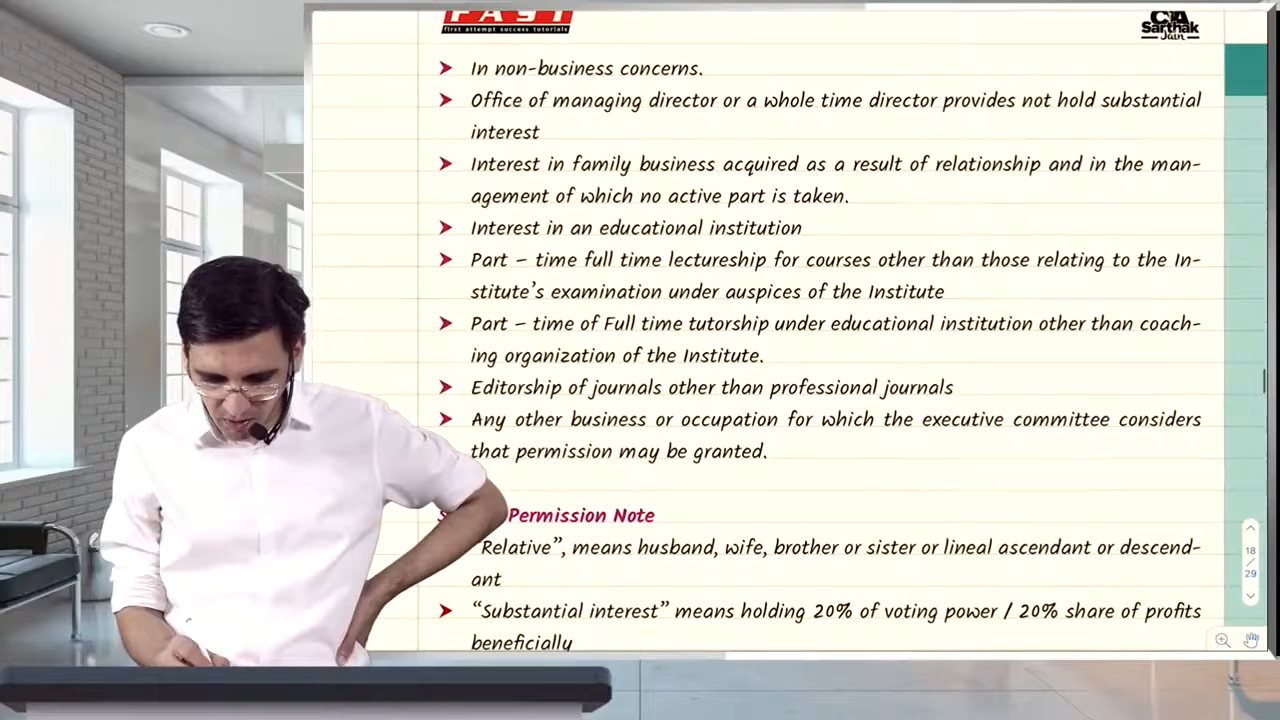 FAST
first attempt success tutorials
CA
Sarthak
Jain
➤ In non-business concerns.
➤ Office of managing director or a whole time director provides not hold substantial
interest
➤ Interest in family business acquired as a result of relationship and in the man-
agement of which no active part is taken.
➤ Interest in an educational institution
➤ Part – time full time lectureship for courses other than those relating to the In-
stitute's examination under auspices of the Institute
➤ Part – time of Full time tutorship under educational institution other than coach-
ing organization of the Institute.
➤ Editorship of journals other than professional journals
➤ Any other business or occupation for which the executive committee considers
that permission may be granted.
Permission Note
Relative”, means husband, wife, brother or sister or lineal ascendant or descend-
ant
➤ “Substantial interest” means holding 20% of voting power / 20% share of profits
beneficially
18
/
29